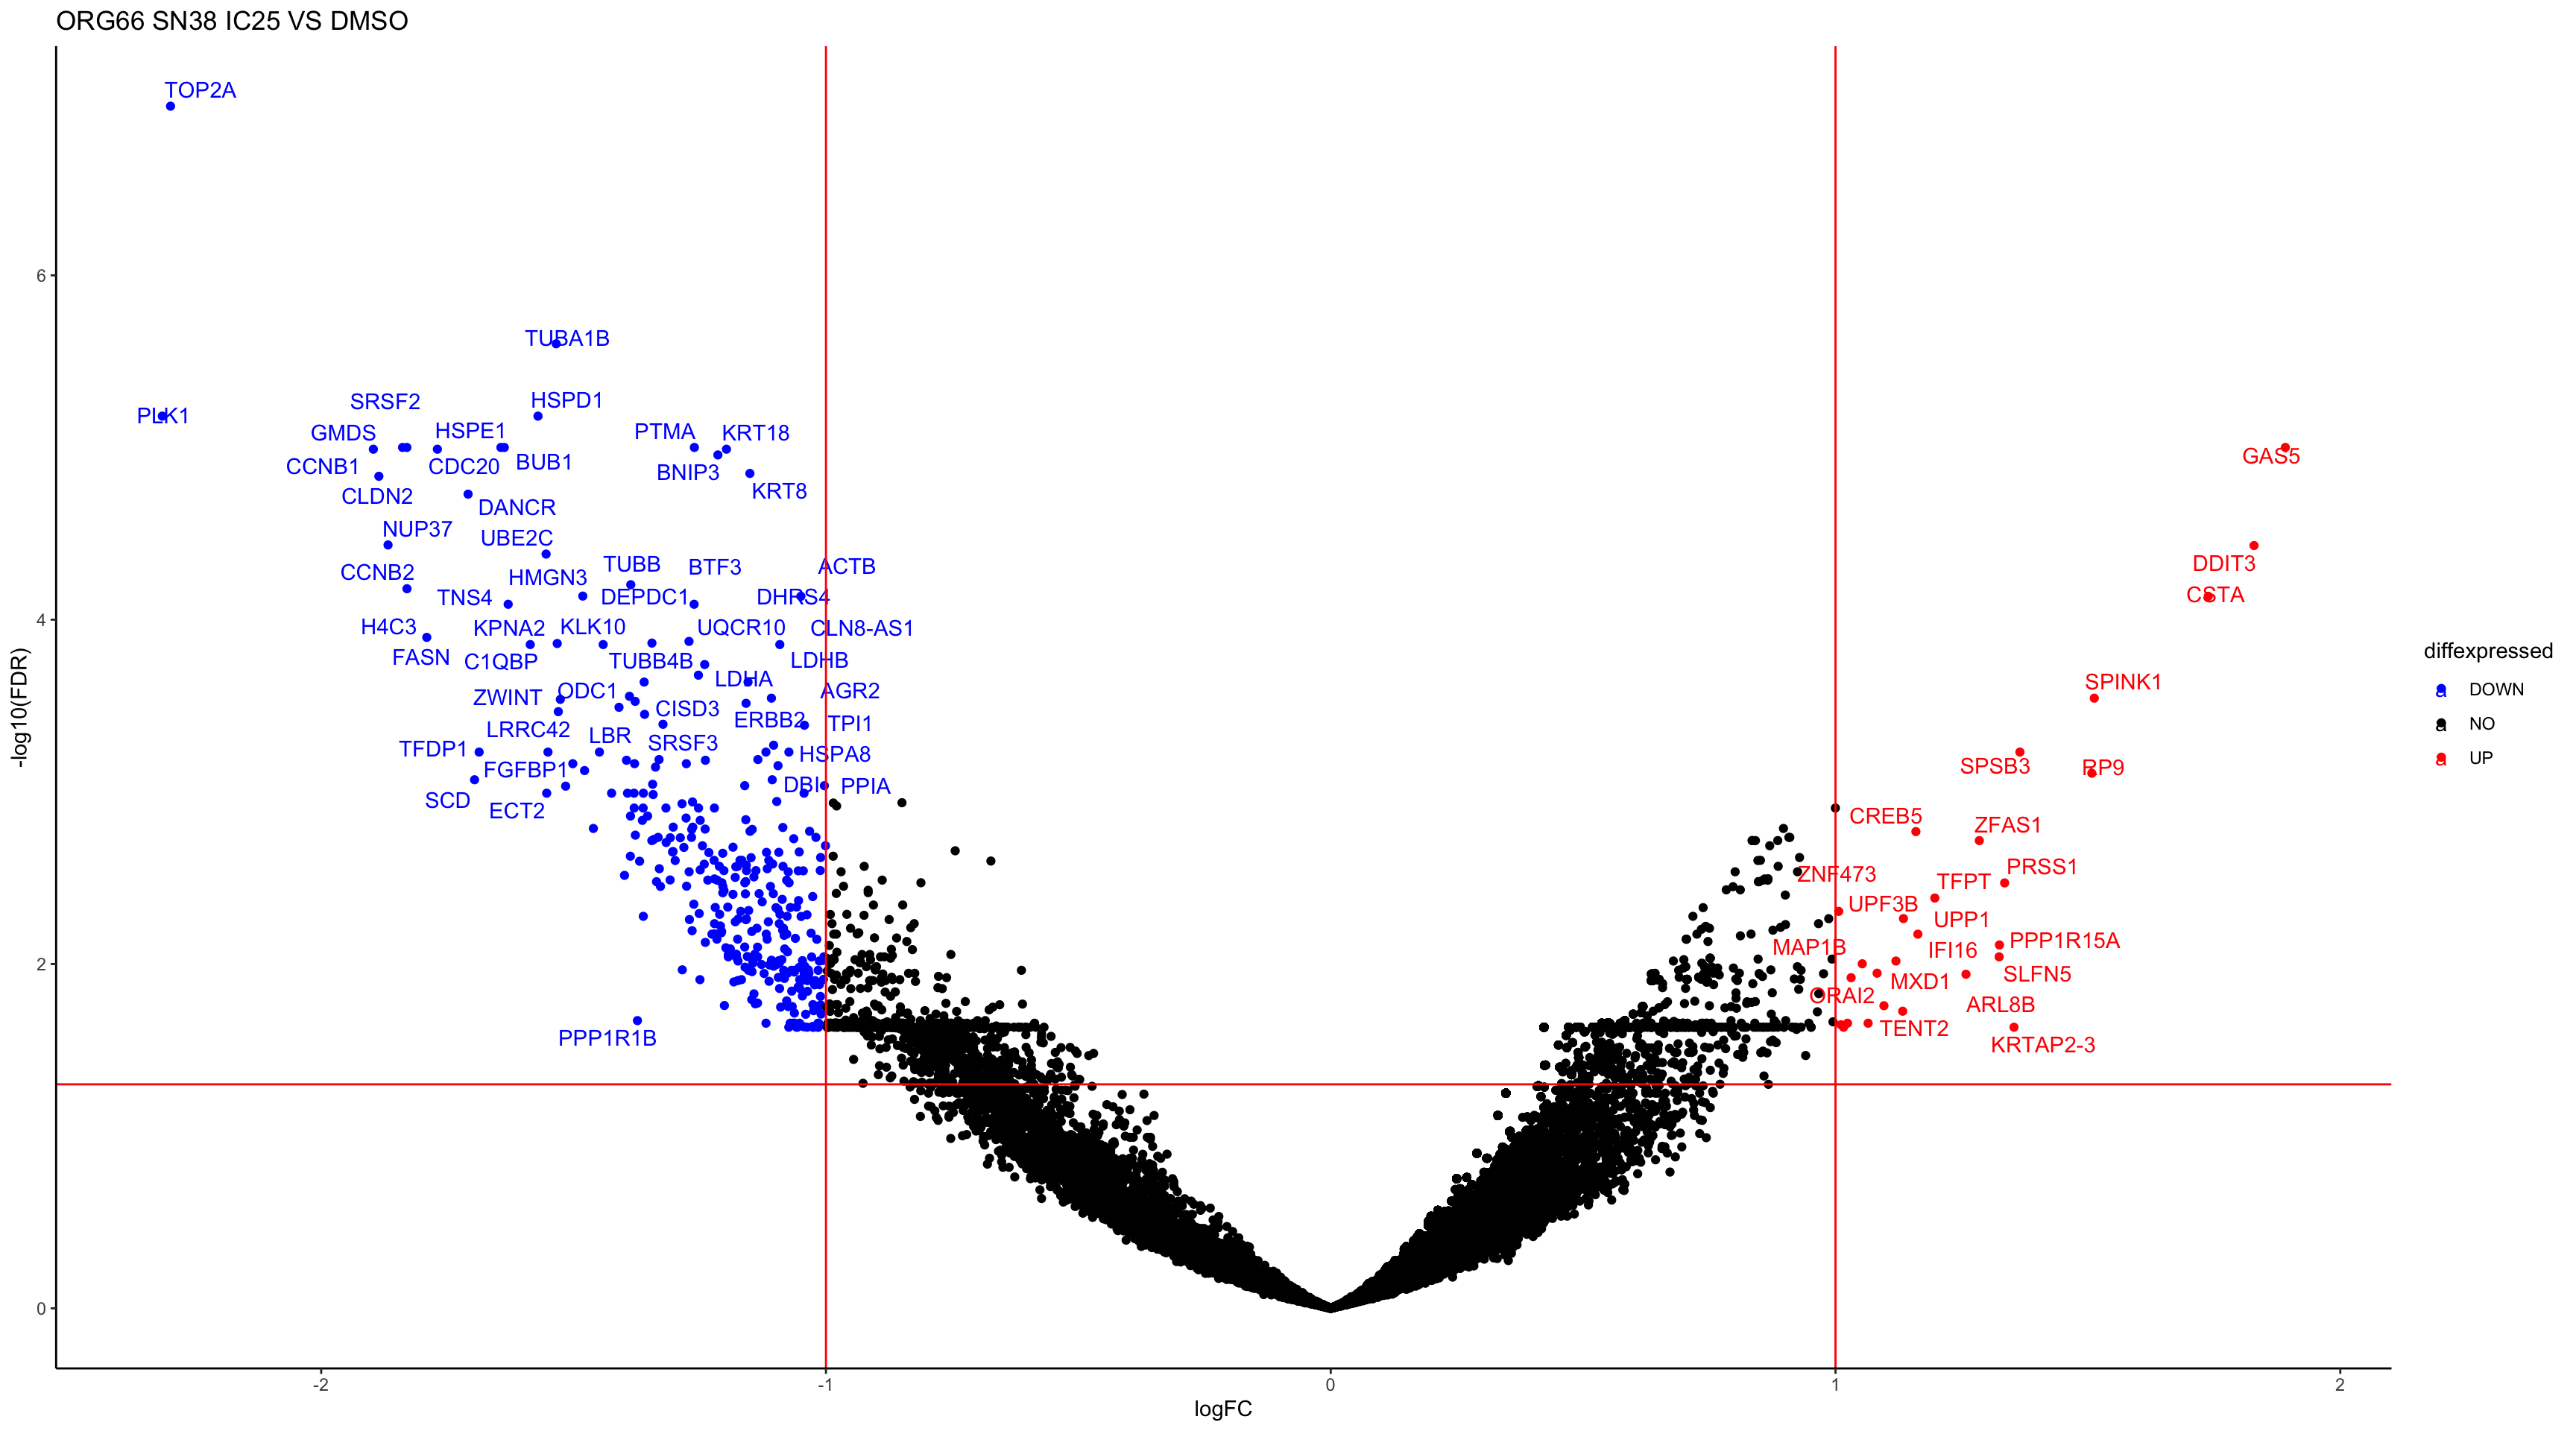 ORG66 SN38 IC25 VS DMSO
TOP2A
6
TUBA1B
SRSF2
HSPD1
PLK1
GMDS
HSPE1
PTMA
KRT18
CCNB1
CDC20
BUB1
BNIP3
GAS5
CLDN2
KRT8
DANCR
NUP37
UBE2C
CCNB2
TUBB
BTF3
ACTB
DDIT3
HMGN3
TNS4
DEPDC1
DHRS4
CSTA
4
H4C3
KPNA2
KLK10
UQCR10
CLN8-AS1
FASN
C1QBP
TUBB4B
LDHB
diffexpressed
ZWINT
ODC1
LDHA
AGR2
SPINK1
DOWN
LRRC42
CISD3
ERBB2
TPI1
NO
TFDP1
LBR
SRSF3
HSPA8
SPSB3
RP9
UP
FGFBP1
DBI
PPIA
SCD
ECT2
CREB5
ZFAS1
ZNF473
TFPT
PRSS1
UPF3B
UPP1
MAP1B
IFI16
PPP1R15A
2
MXD1
SLFN5
ORAI2
ARL8B
PPP1R1B
TENT2
KRTAP2-3
0
-log10(FDR)
-2
-1
0
1
2
logFC
a
a
a